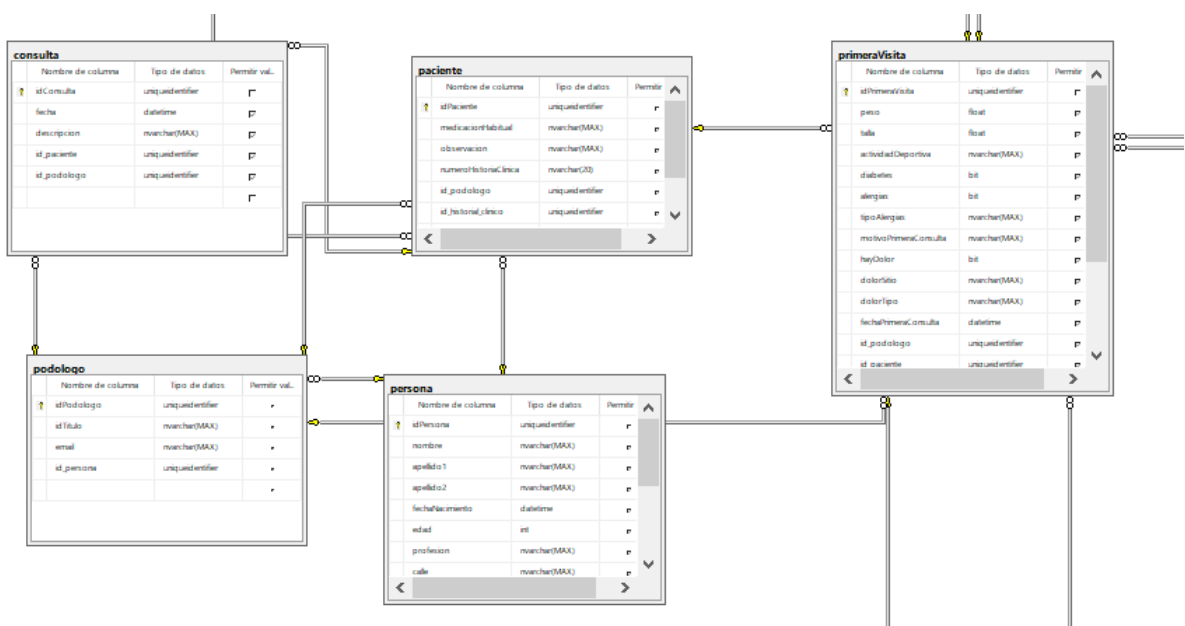 consulta
Nombre de columna Tipo de datos Permitir val...
idConsulta uniqueidentifier
fecha datetime
descripcion nvarchar(MAX)
id_paciente uniqueidentifier
id_podologo uniqueidentifier
paciente
Nombre de columna Tipo de datos Permitir
idPaciente uniqueidentifier
medicacionHabitual nvarchar(MAX)
observacion nvarchar(MAX)
numeroHistoriaClinica nvarchar(20)
id_podologo uniqueidentifier
id_historial_clinico uniqueidentifier
primeraVisita
Nombre de columna Tipo de datos Permitir
idPrimeraVisita uniqueidentifier
peso float
talla float
actividadDeportiva nvarchar(MAX)
diabetes bit
alergias bit
tipoAlergias nvarchar(MAX)
motivoPrimeraConsulta nvarchar(MAX)
hayDolor bit
dolorSitio nvarchar(MAX)
dolorTipo nvarchar(MAX)
fechaPrimeraConsulta datetime
id_podologo uniqueidentifier
id_paciente uniqueidentifier
podologo
Nombre de columna Tipo de datos Permitir val...
idPodologo uniqueidentifier
idTitulo nvarchar(MAX)
email nvarchar(MAX)
id_persona uniqueidentifier
persona
Nombre de columna Tipo de datos Permitir
idPersona uniqueidentifier
nombre nvarchar(MAX)
apellido1 nvarchar(MAX)
apellido2 nvarchar(MAX)
fechaNacimiento datetime
edad int
profesion nvarchar(MAX)
calle nvarchar(MAX)